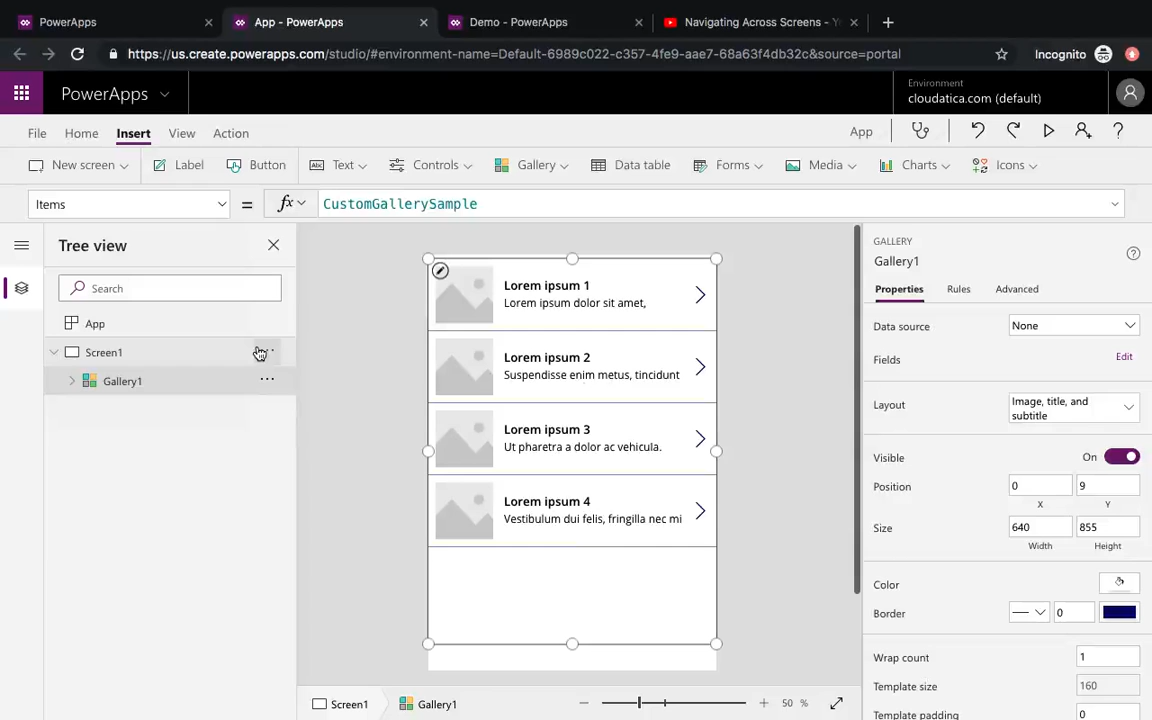 PowerApps
App - PowerApps
Demo - PowerApps
Navigating Across Screens - Y
https://us.create.powerapps.com/studio/#environment-name=Default-6989c022-c357-4fe9-aae7-68a63f4db32c&source=portal
Incognito
PowerApps
Environment
cloudatica.com (default)
File Home Insert View Action App
New screen Label Button Text Controls Gallery Data table Forms Media Charts Icons
Items = fx CustomGallerySample
Tree view
Search
App
Screen1
Gallery1
Lorem ipsum 1
Lorem ipsum dolor sit amet,
Lorem ipsum 2
Suspendisse enim metus, tincidunt
Lorem ipsum 3
Ut pharetra a dolor ac vehicula.
Lorem ipsum 4
Vestibulum dui felis, fringilla nec mi
Screen1 Gallery1
50 %
GALLERY
Gallery1
Properties Rules Advanced
Data source None
Fields Edit
Layout Image, title, and
subtitle
Visible On
Position 0 9
X Y
Size 640 855
Width Height
Color
Border 0
Wrap count 1
Template size 160
Template padding 0